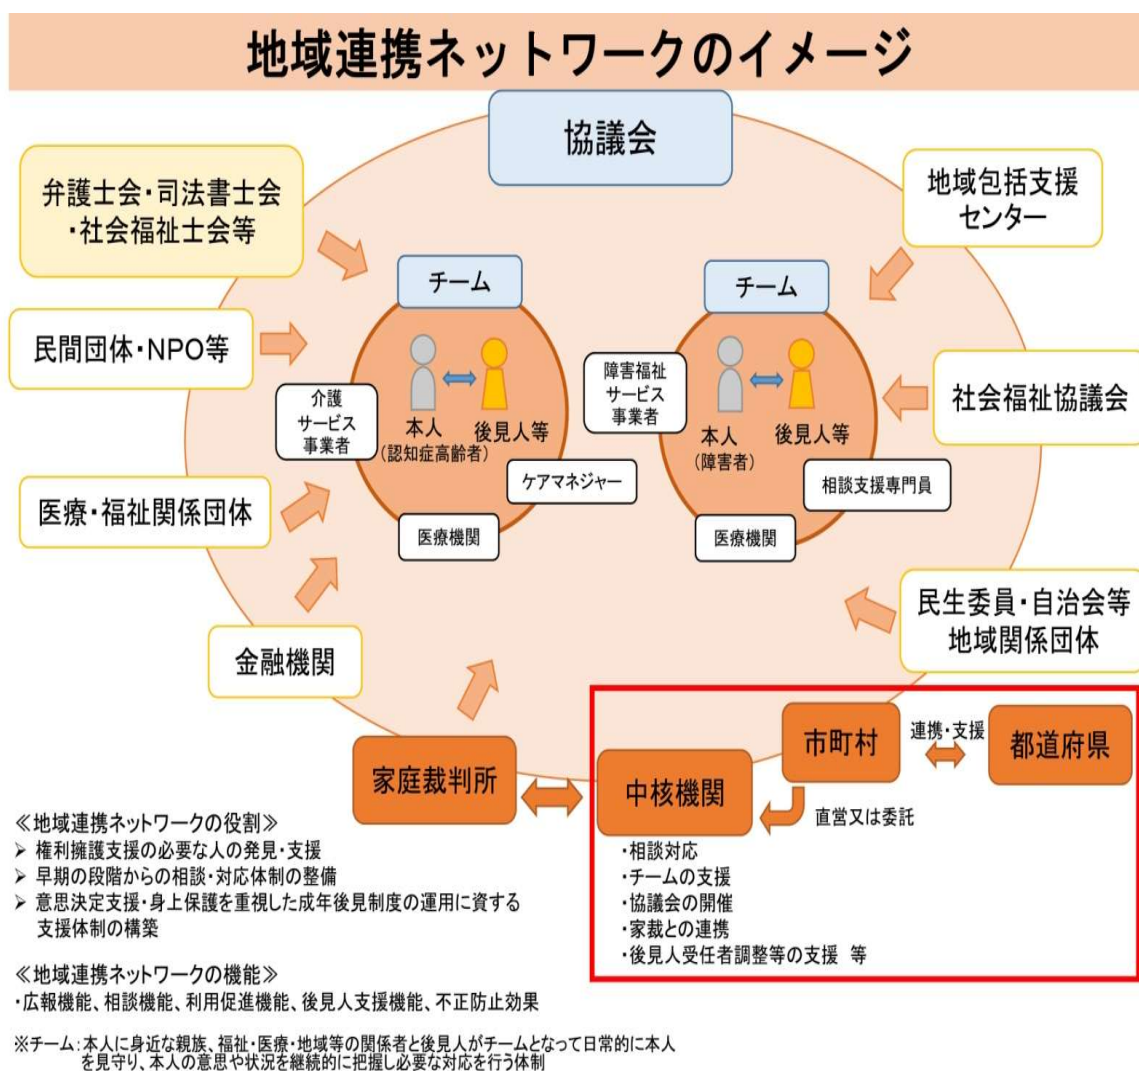 地域連携ネットワークのイメージ
協議会
弁護士会・司法書士会
・社会福祉士会等
地域包括支援
センター
チーム
チーム
民間団体・NPO等
介護
サービス
事業者
本人
(認知症高齢者)
後見人等
ケアマネジャー
医療機関
障害福祉
サービス
事業者
本人
(障害者)
後見人等
相談支援専門員
医療機関
社会福祉協議会
医療・福祉関係団体
金融機関
民生委員・自治会等
地域関係団体
家庭裁判所
中核機関
市町村
連携・支援
都道府県
直営又は委託
・相談対応
・チームの支援
・協議会の開催
・家裁との連携
・後見人受任者調整等の支援 等
≪地域連携ネットワークの役割≫
➢ 権利擁護支援の必要な人の発見・支援
➢ 早期の段階からの相談・対応体制の整備
➢ 意思決定支援・身上保護を重視した成年後見制度の運用に資する
支援体制の構築
≪地域連携ネットワークの機能≫
・広報機能、相談機能、利用促進機能、後見人支援機能、不正防止効果
※チーム:本人に身近な親族、福祉・医療・地域等の関係者と後見人がチームとなって日常的に本人
を見守り、本人の意思や状況を継続的に把握し必要な対応を行う体制